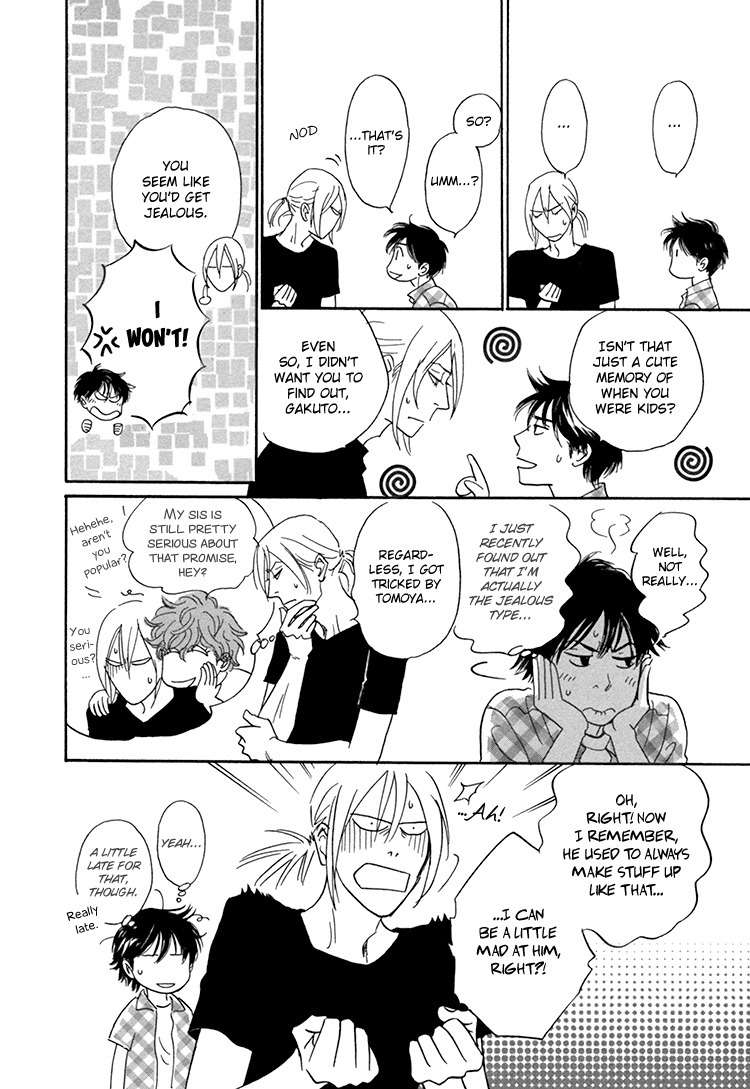 ...
...
SO?
UMM...?
...THAT'S
IT?
NOD
YOU
SEEM LIKE
YOU'D GET
JEALOUS.
I
WON'T!
ISN'T THAT
JUST A CUTE
MEMORY OF
WHEN YOU
WERE KIDS?
EVEN
SO, I DIDN'T
WANT YOU TO
FIND OUT,
GAKUTO...
WELL,
NOT
REALLY...
I JUST
RECENTLY
FOUND OUT
THAT I'M
ACTUALLY
THE JEALOUS
TYPE...
REGARD-
LESS, I GOT
TRICKED BY
TOMOYA...
MY SIS IS
STILL PRETTY
SERIOUS ABOUT
THAT PROMISE,
HEY?
Hehehe,
aren't
you
popular?
You
seri-
ous?
...
...Ah!
OH,
RIGHT! NOW
I REMEMBER,
HE USED TO ALWAYS
MAKE STUFF UP
LIKE THAT...
...I CAN
BE A LITTLE
MAD AT HIM,
RIGHT?!
YEAH...
A LITTLE
LATE FOR
THAT,
THOUGH.
Really
late.